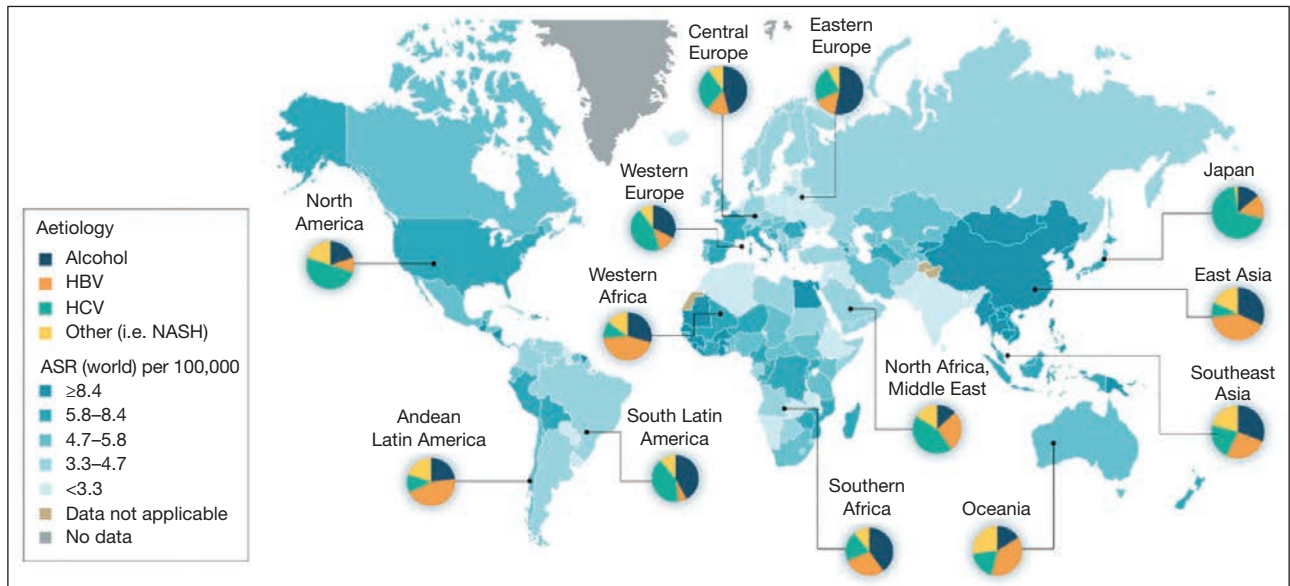 Central
Europe
Eastern
Europe
Western
Europe
Japan
North
America
Aetiology
Alcohol
HBV
HCV
Other (i.e. NASH)
ASR (world) per 100,000
≥8.4
5.8–8.4
4.7–5.8
3.3–4.7
<3.3
Data not applicable
No data
Western
Africa
East Asia
North Africa,
Middle East
Southeast
Asia
Andean
Latin America
South Latin
America
Southern
Africa
Oceania